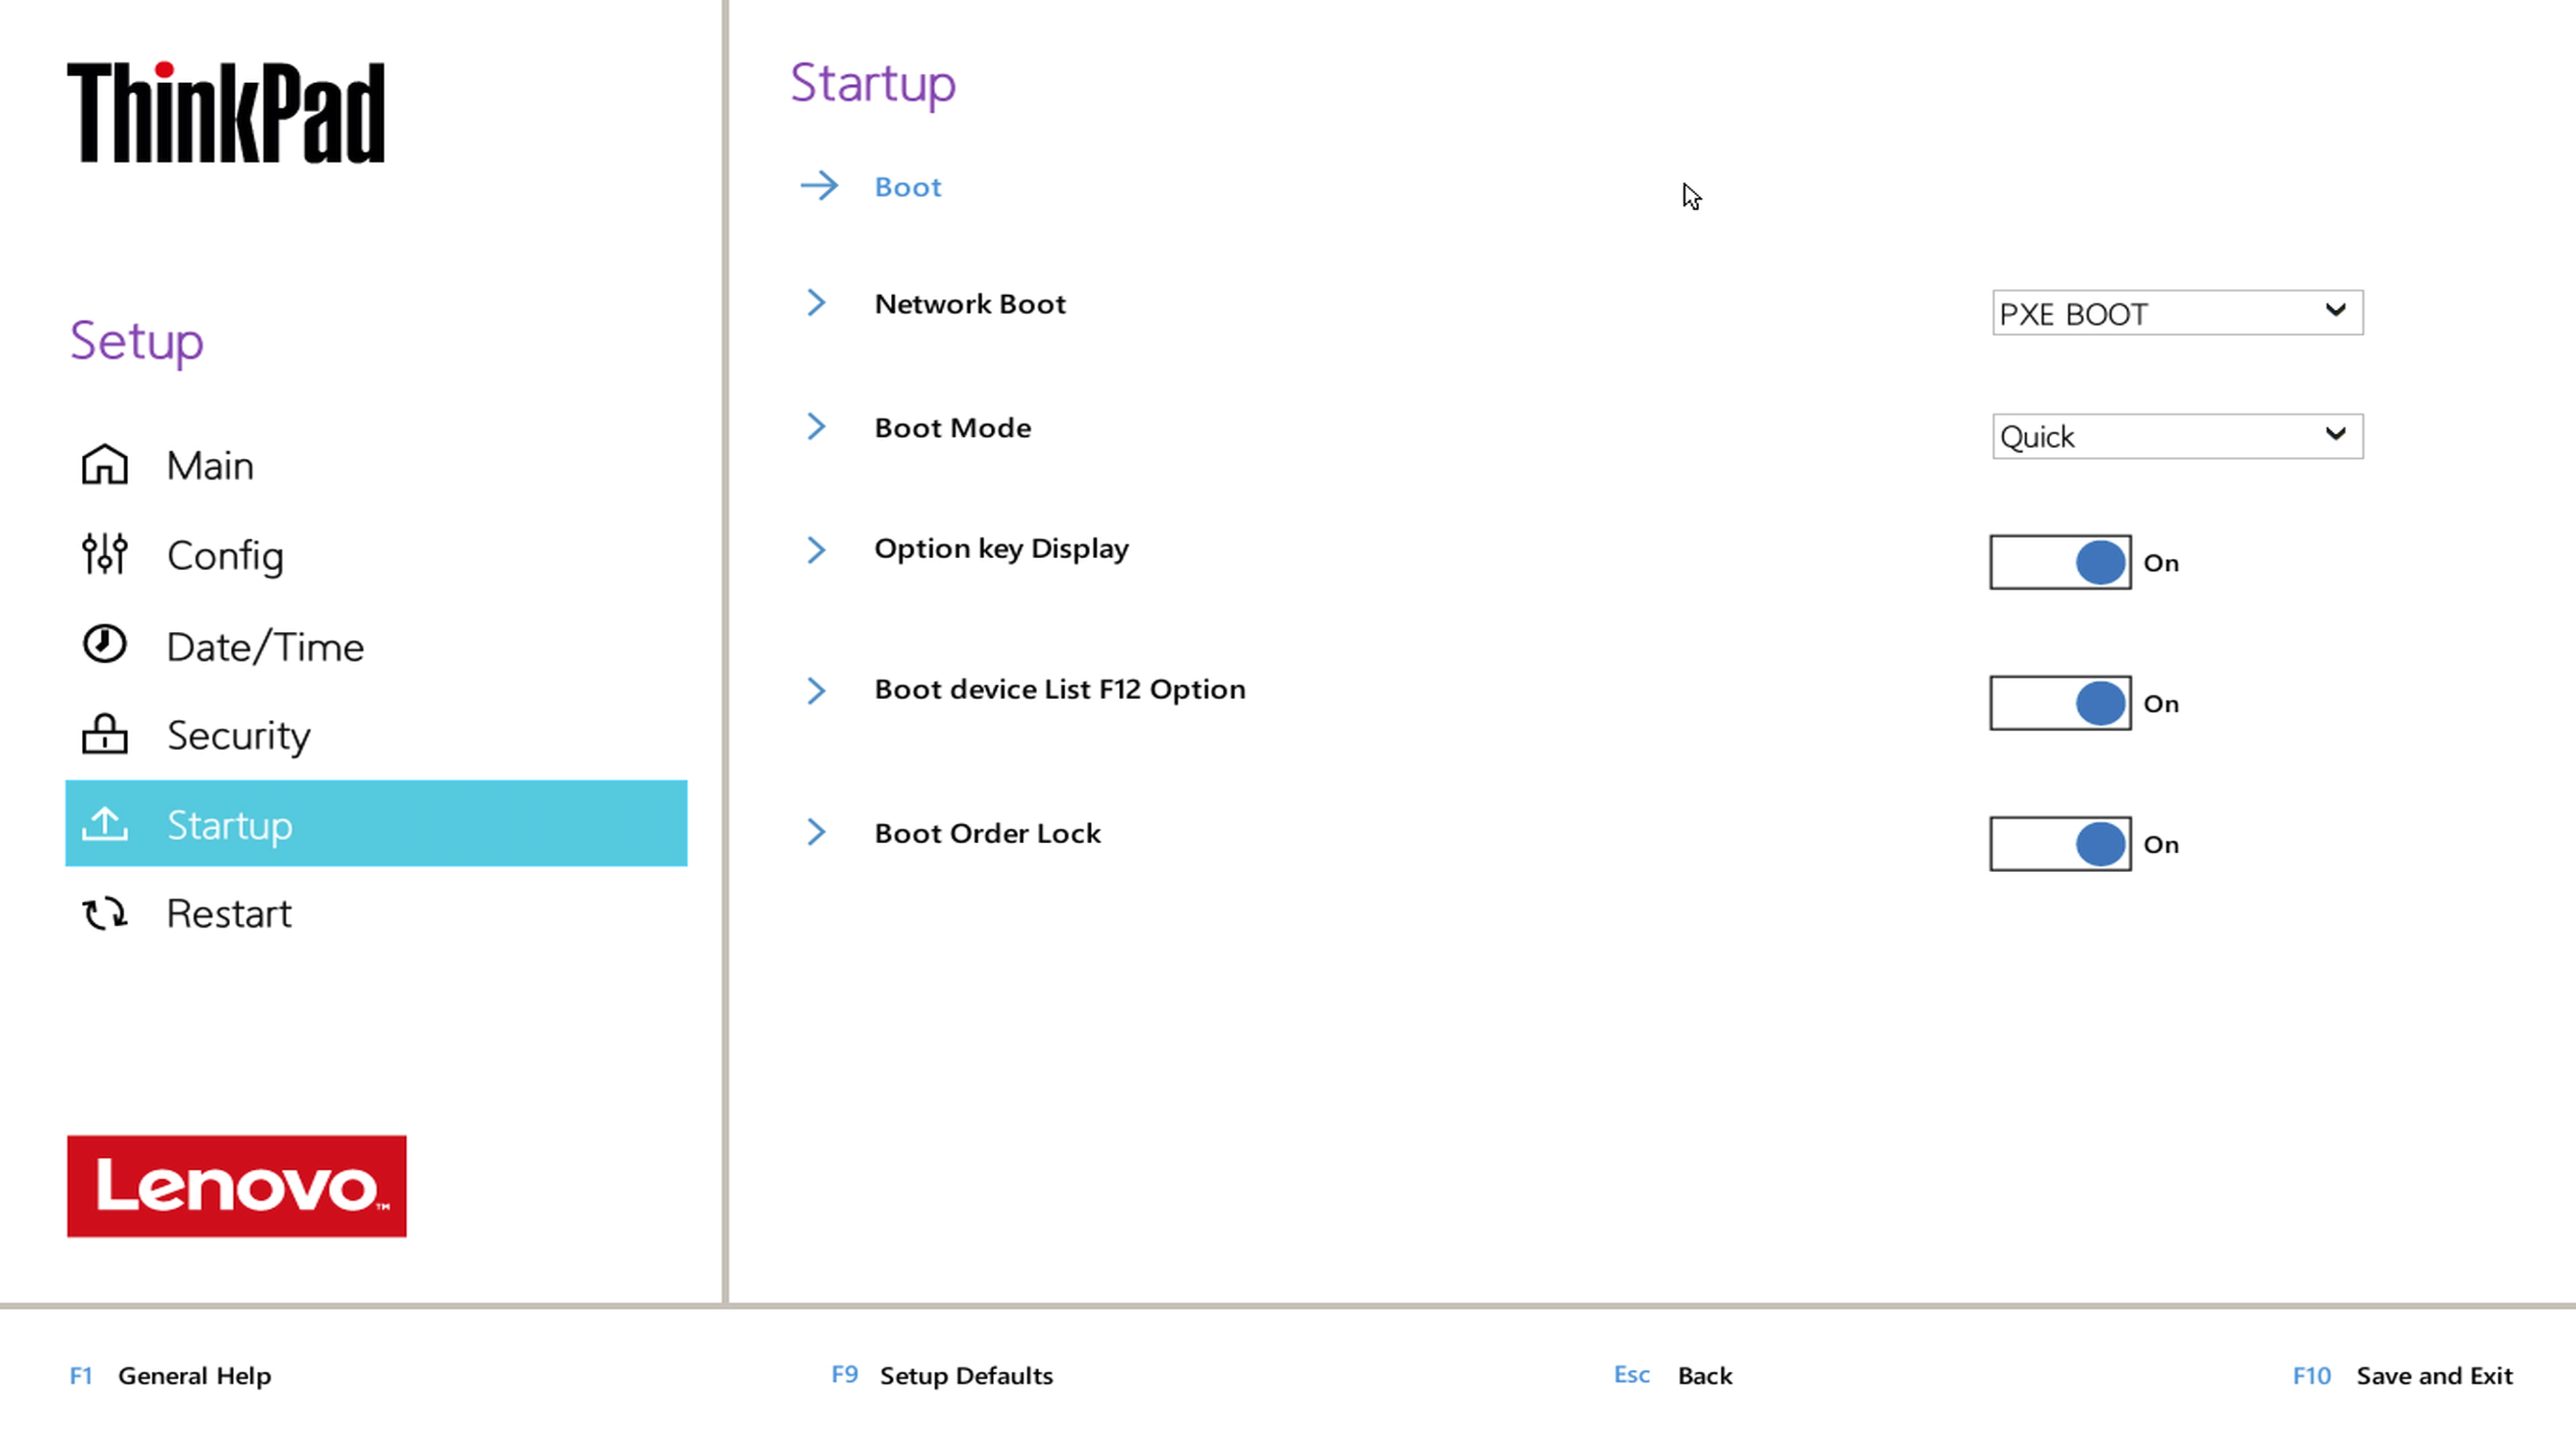 ThinkPad
Setup
Main
Config
Date/Time
Security
Startup
Restart
Lenovo™
Startup
Boot
Network Boot PXE BOOT
Boot Mode Quick
Option key Display On
Boot device List F12 Option On
Boot Order Lock On
F1 General Help F9 Setup Defaults Esc Back F10 Save and Exit